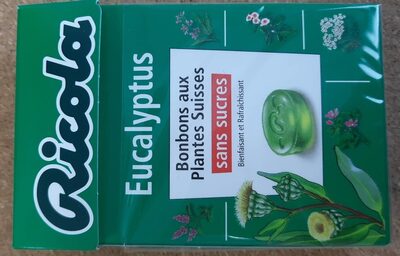 Ricola
Eucalyptus
Bonbons aux
Plantes Suisses
sans sucres
Bienfaisant et Rafraîchissant